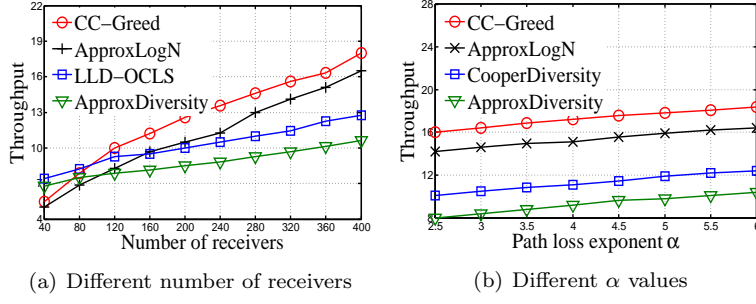 22
19
16
13
10
7
4
Throughput
CC-Greed
ApproxLogN
LLD-OCLS
ApproxDiversity
40 80 120 160 200 240 280 320 360 400
Number of receivers
(a) Different number of receivers
28
24
20
16
12
8
Throughput
CC-Greed
ApproxLogN
CooperDiversity
ApproxDiversity
2.5 3 3.5 4 4.5 5 5.5 6
Path loss exponent α
(b) Different α values